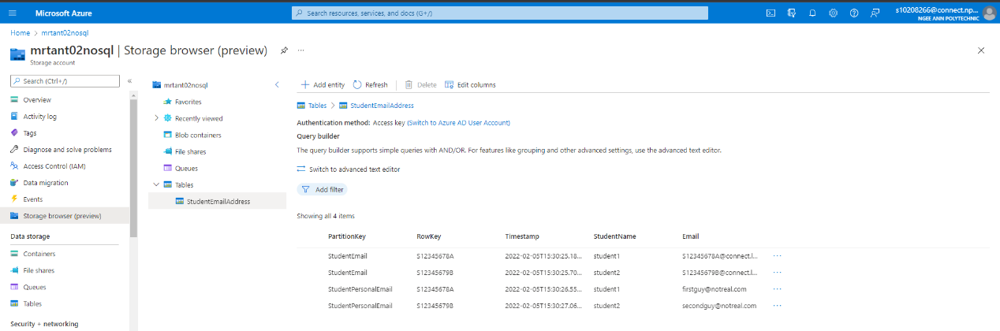 Microsoft Azure
Search resources, services, and docs (G+/)
s10208266@connect.np...
NGEE ANN POLYTECHNIC
Home > mrtant02nosql
mrtant02nosql | Storage browser (preview) ...
Storage account
Search (Ctrl+/) «
Overview
Activity log
Tags
Diagnose and solve problems
Access Control (IAM)
Data migration
Events
Storage browser (preview)
Data storage
Containers
File shares
Queues
Tables
Security + networking
mrtant02nosql
Favorites
Recently viewed
Blob containers
File shares
Queues
Tables
StudentEmailAddress
Add entity Refresh Delete Edit columns
Tables > StudentEmailAddress
Authentication method: Access key (Switch to Azure AD User Account)
Query builder
The query builder supports simple queries with AND/OR. For features like grouping and other advanced settings, use the advanced text editor.
Switch to advanced text editor
Add filter
Showing all 4 items
PartitionKey RowKey Timestamp StudentName Email
StudentEmail S12345678A 2022-02-05T15:30:25.18... student1 S12345678A@connect.l... ...
StudentEmail S12345679B 2022-02-05T15:30:25.70... student2 S12345679B@connect.l... ...
StudentPersonalEmail S12345678A 2022-02-05T15:30:26.55... student1 firstguy@notreal.com ...
StudentPersonalEmail S12345679B 2022-02-05T15:30:27.06... student2 secondguy@notreal.com ...